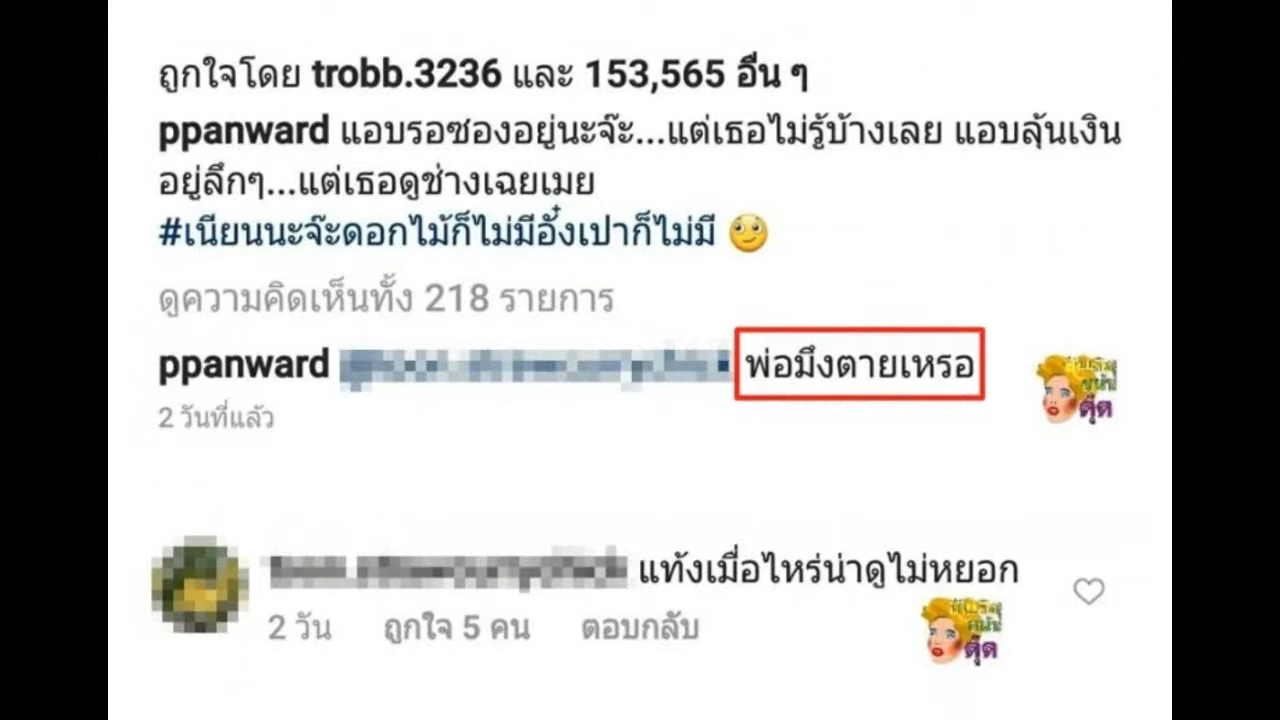 ถูกใจโดย trobb.3236 และ 153,565 อื่น ๆ
ppanward แอบรอซองอยู่นะจ๊ะ...แต่เธอไม่รู้บ้างเลย แอบลุ้นเงิน
อยู่ลึกๆ...แต่เธอดูช่างเฉยเมย
#เนียนนะจ๊ะดอกไม้ก็ไม่มีอั๋งเปาก็ไม่มี 🙄
ดูความคิดเห็นทั้ง 218 รายการ
ppanward พ่อมึงตายเหรอ
2 วันที่แล้ว
แท้งเมื่อไหร่น่าดูไม่หยอก
2 วัน ถูกใจ 5 คน ตอบกลับ